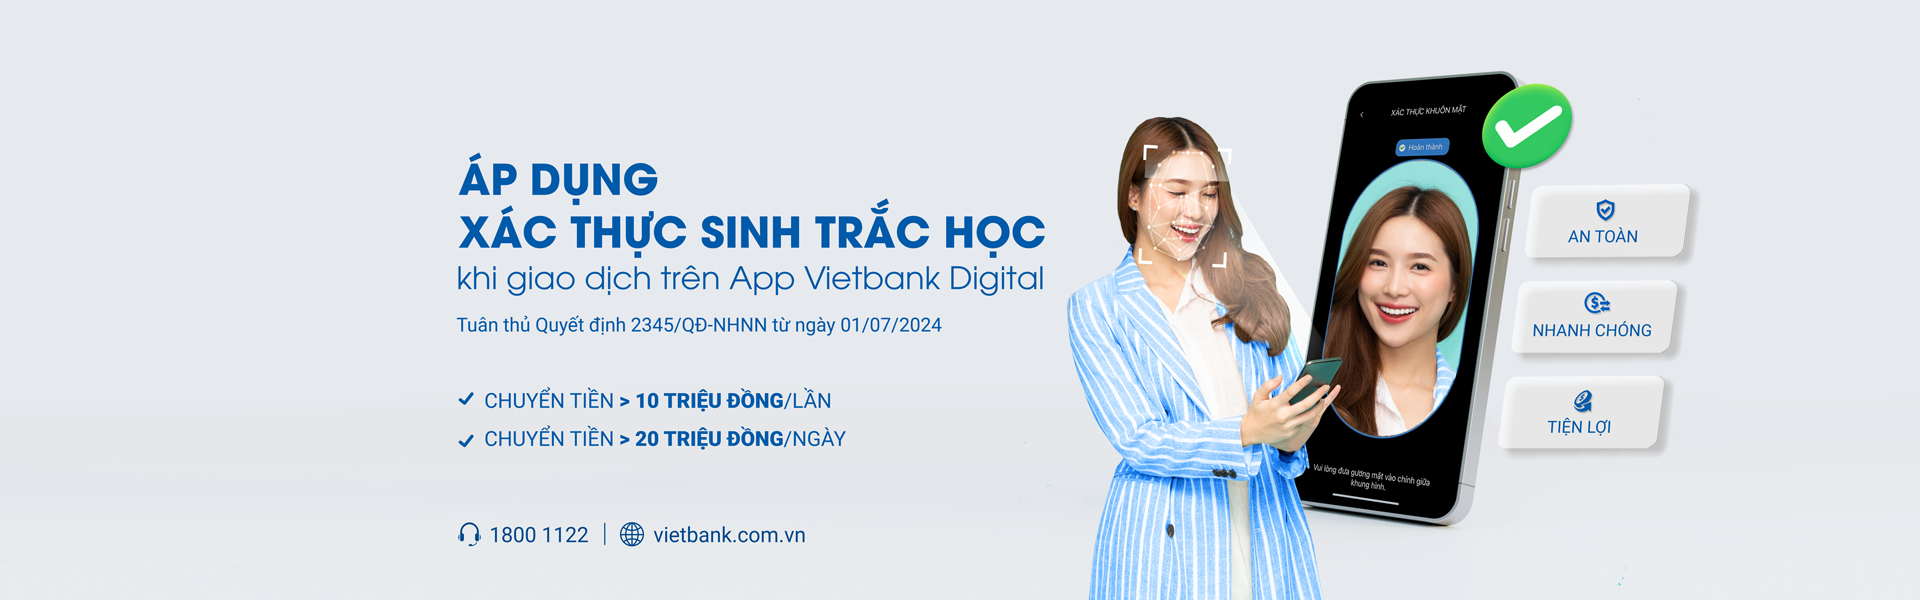 ÁP DỤNG
XÁC THỰC SINH TRẮC HỌC
khi giao dịch trên App Vietbank Digital
Tuân thủ Quyết định 2345/QĐ-NHNN từ ngày 01/07/2024
CHUYỂN TIỀN > 10 TRIỆU ĐỒNG/LẦN
CHUYỂN TIỀN > 20 TRIỆU ĐỒNG/NGÀY
1800 1122 | vietbank.com.vn
XÁC THỰC KHUÔN MẶT
Hoàn thành
Vui lòng đưa gương mặt vào chính giữa
khung hình.
AN TOÀN
NHANH CHÓNG
TIỆN LỢI